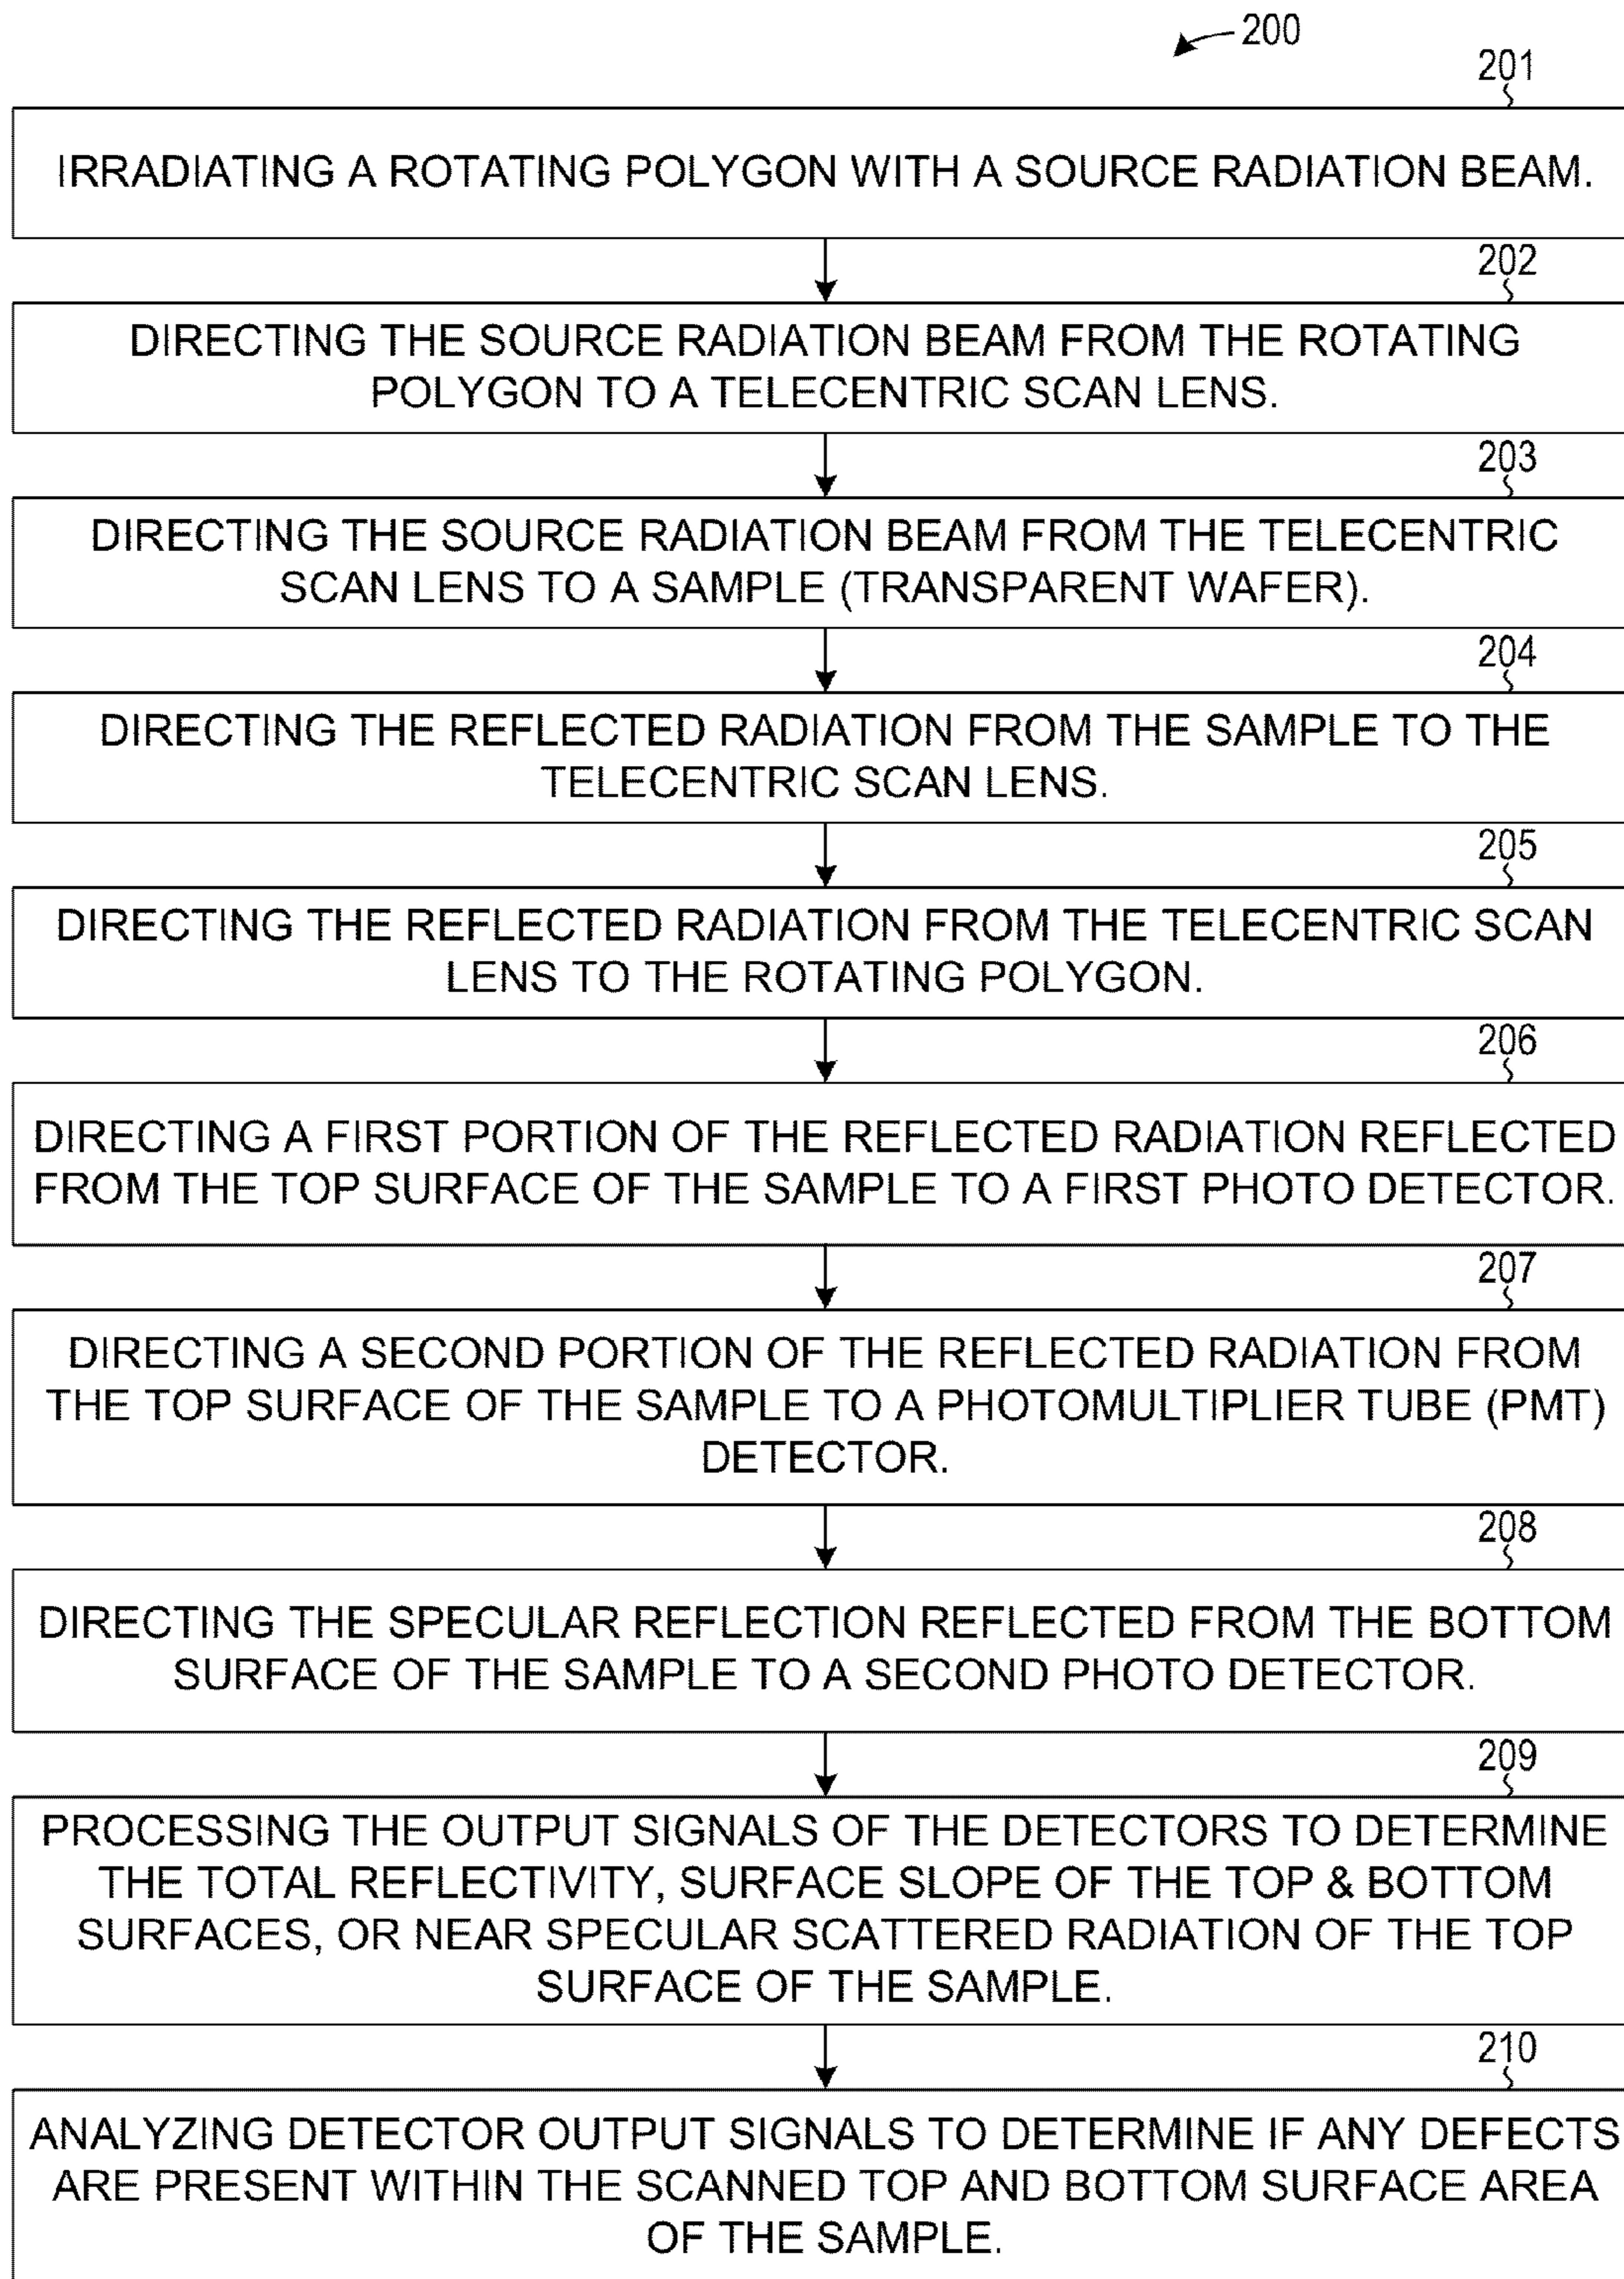 200
201
IRRADIATING A ROTATING POLYGON WITH A SOURCE RADIATION BEAM.
202
DIRECTING THE SOURCE RADIATION BEAM FROM THE ROTATING
POLYGON TO A TELECENTRIC SCAN LENS.
203
DIRECTING THE SOURCE RADIATION BEAM FROM THE TELECENTRIC
SCAN LENS TO A SAMPLE (TRANSPARENT WAFER).
204
DIRECTING THE REFLECTED RADIATION FROM THE SAMPLE TO THE
TELECENTRIC SCAN LENS.
205
DIRECTING THE REFLECTED RADIATION FROM THE TELECENTRIC SCAN
LENS TO THE ROTATING POLYGON.
206
DIRECTING A FIRST PORTION OF THE REFLECTED RADIATION REFLECTED
FROM THE TOP SURFACE OF THE SAMPLE TO A FIRST PHOTO DETECTOR.
207
DIRECTING A SECOND PORTION OF THE REFLECTED RADIATION FROM
THE TOP SURFACE OF THE SAMPLE TO A PHOTOMULTIPLIER TUBE (PMT)
DETECTOR.
208
DIRECTING THE SPECULAR REFLECTION REFLECTED FROM THE BOTTOM
SURFACE OF THE SAMPLE TO A SECOND PHOTO DETECTOR.
209
PROCESSING THE OUTPUT SIGNALS OF THE DETECTORS TO DETERMINE
THE TOTAL REFLECTIVITY, SURFACE SLOPE OF THE TOP & BOTTOM
SURFACES, OR NEAR SPECULAR SCATTERED RADIATION OF THE TOP
SURFACE OF THE SAMPLE.
210
ANALYZING DETECTOR OUTPUT SIGNALS TO DETERMINE IF ANY DEFECTS
ARE PRESENT WITHIN THE SCANNED TOP AND BOTTOM SURFACE AREA
OF THE SAMPLE.